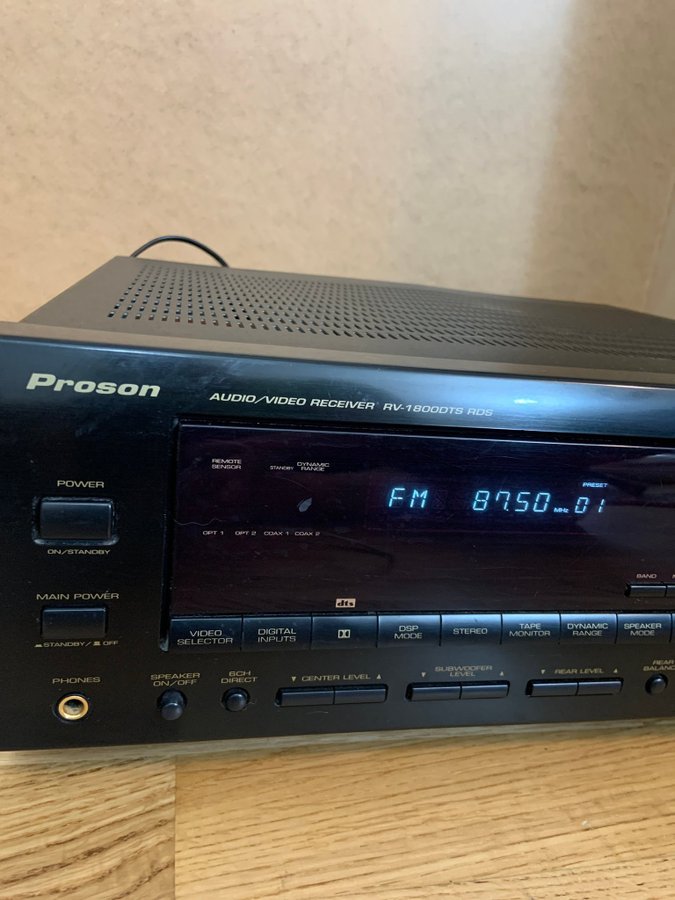 Proson
AUDIO/VIDEO RECEIVER RV-1800DTS RDS
REMOTE SENSOR
STANDBY
DYNAMIC RANGE
PRESET
FM 87.50 MHz 01
POWER
ON/STANDBY
OPT 1 OPT 2 COAX 1 COAX 2
BAND
MAIN POWER
STANDBY/ OFF
dts
VIDEO SELECTOR
DIGITAL INPUTS
DSP MODE
STEREO
TAPE MONITOR
DYNAMIC RANGE
SPEAKER MODE
PHONES
SPEAKER ON/OFF
6CH DIRECT
▼ CENTER LEVEL ▲
▼ SUBWOOFER LEVEL ▲
▼ REAR LEVEL ▲
REAR